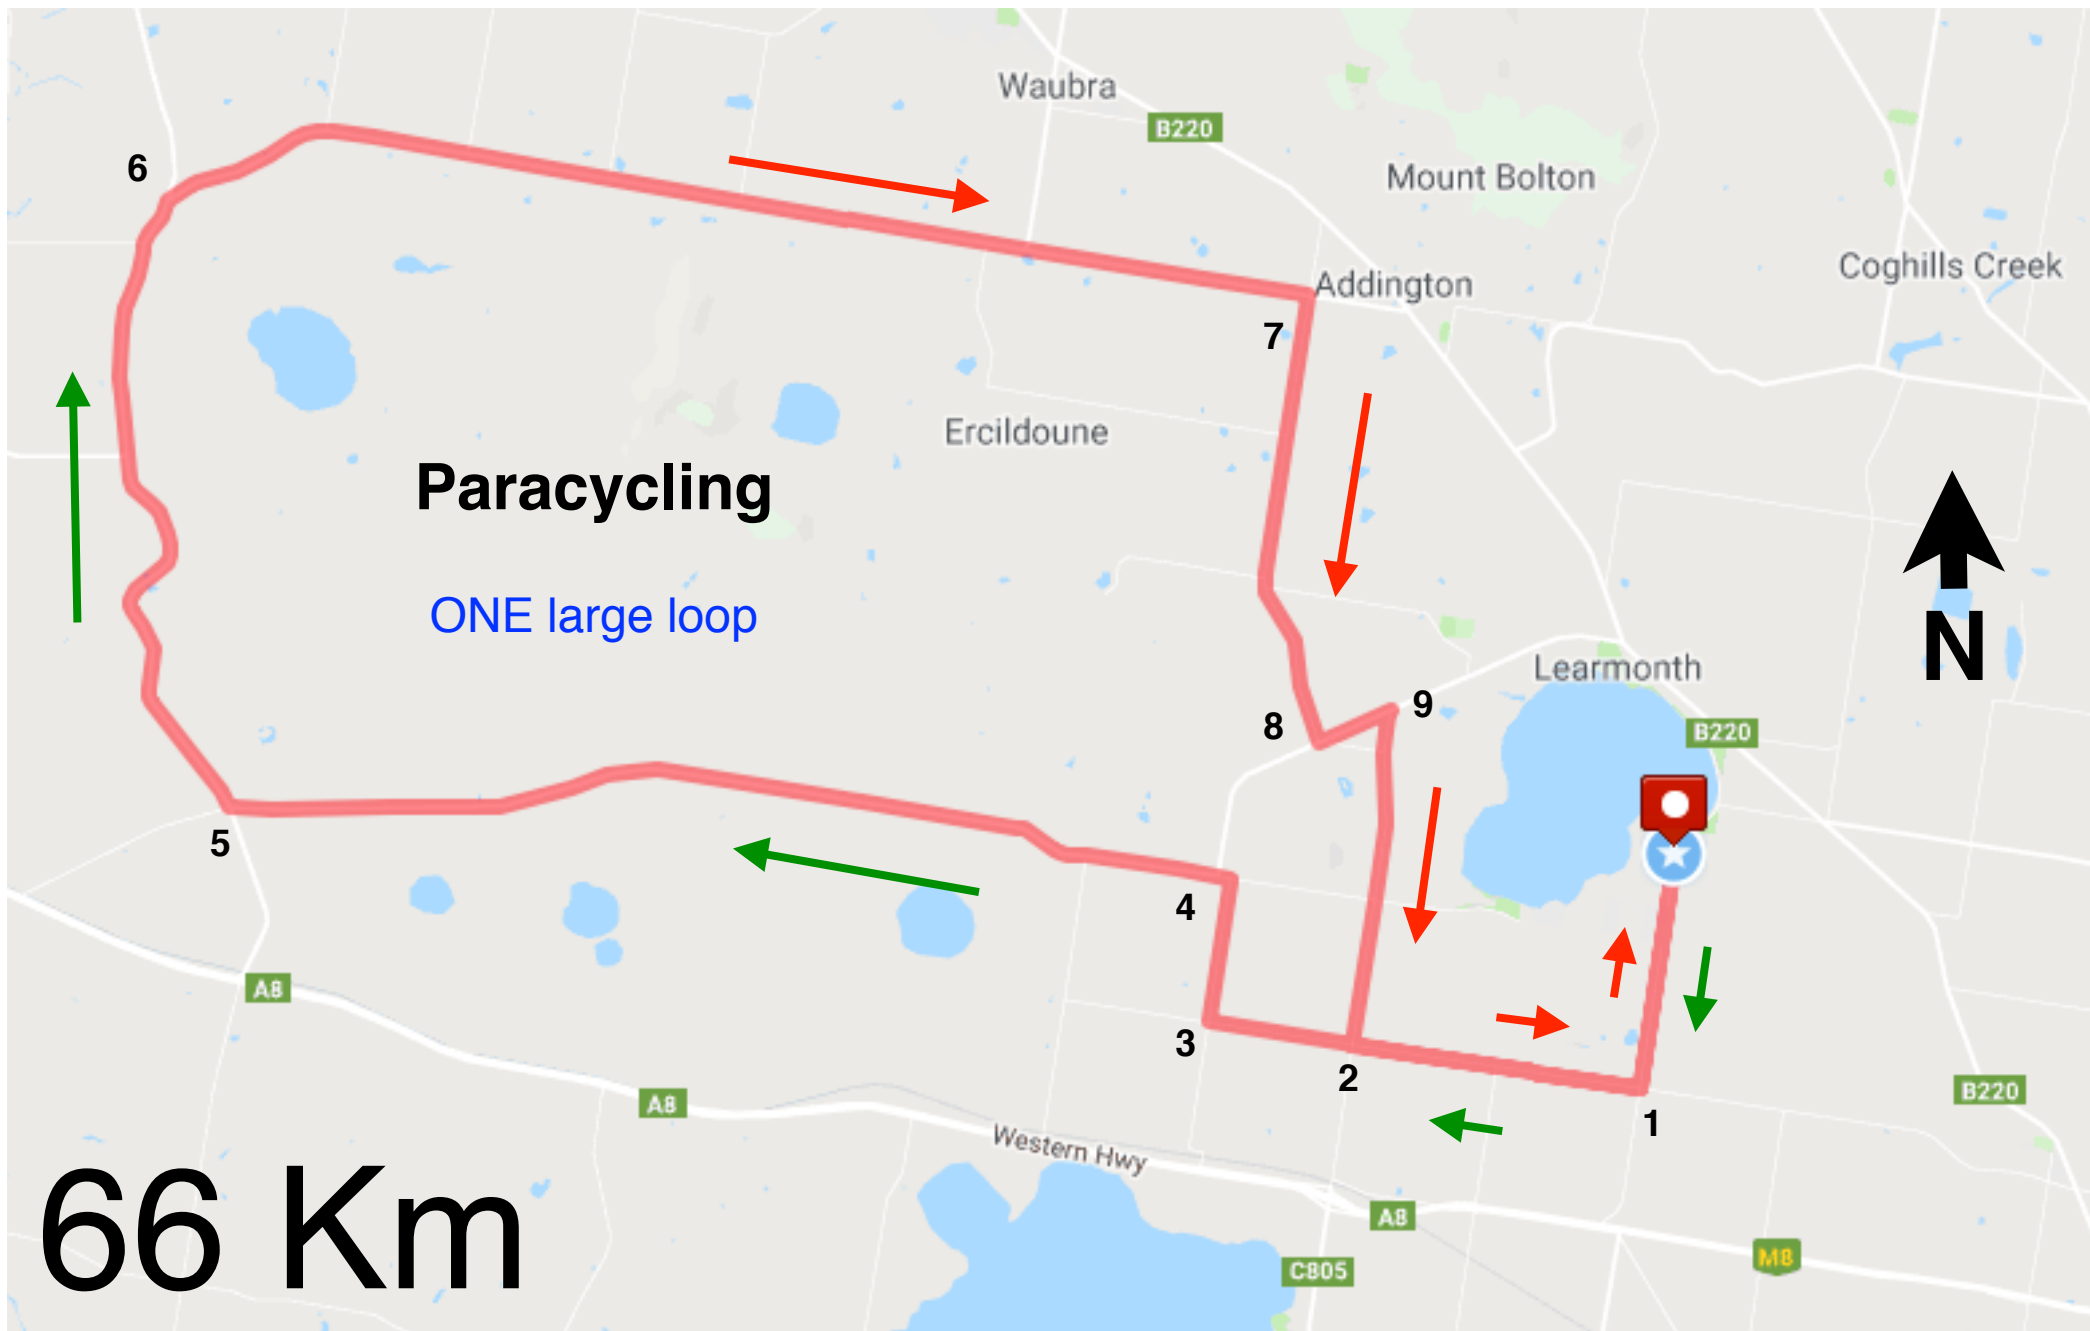 Waubra
B220
6
Mount Bolton
Coghills Creek
Addington
7
Ercildoune
Paracycling
ONE large loop
N
Learmonth
9
8
B220
5
4
A8
3
2
1
B220
A8
Western Hwy
66 Km
A8
M8
C805